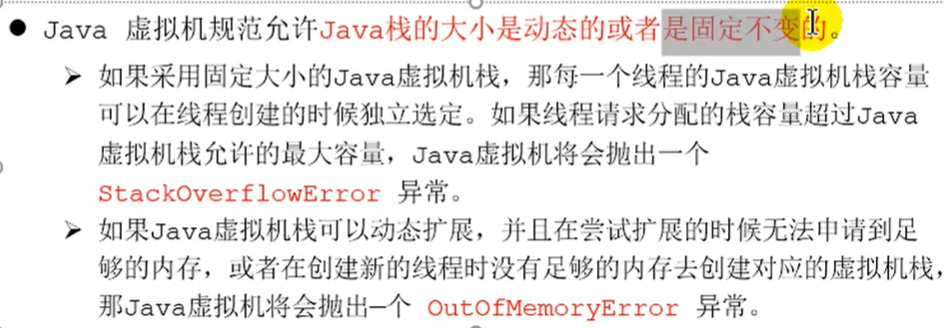 ● Java 虚拟机规范允许Java栈的大小是动态的或者是固定不变的。
➢ 如果采用固定大小的Java虚拟机栈，那每一个线程的Java虚拟机栈容量
可以在线程创建的时候独立选定。如果线程请求分配的栈容量超过Java
虚拟机栈允许的最大容量，Java虚拟机将会抛出一个
StackOverflowError 异常。
➢ 如果Java虚拟机栈可以动态扩展，并且在尝试扩展的时候无法申请到足
够的内存，或者在创建新的线程时没有足够的内存去创建对应的虚拟机栈，
那Java虚拟机将会抛出一个 OutOfMemoryError 异常。